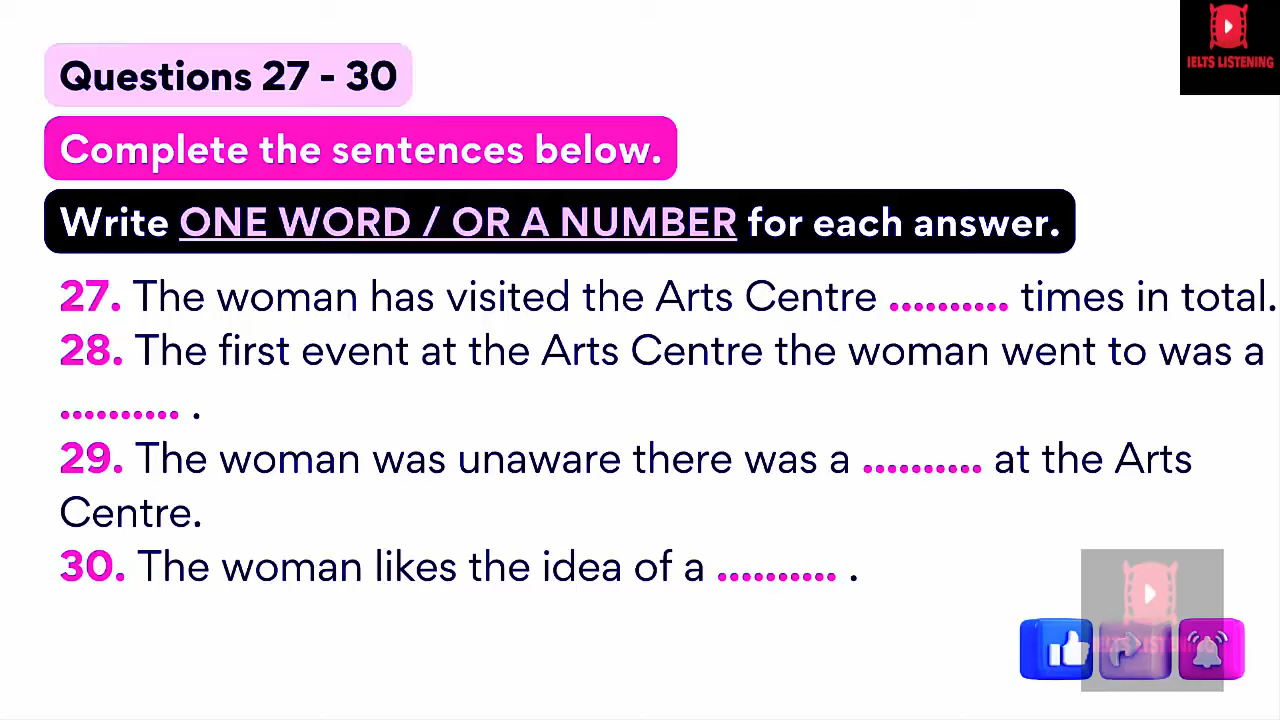 IELTS LISTENING
Questions 27 - 30
Complete the sentences below.
Write ONE WORD / OR A NUMBER for each answer.
27. The woman has visited the Arts Centre .......... times in total.
28. The first event at the Arts Centre the woman went to was a
.......... .
29. The woman was unaware there was a .......... at the Arts
Centre.
30. The woman likes the idea of a .......... .
IELTS LISTENING